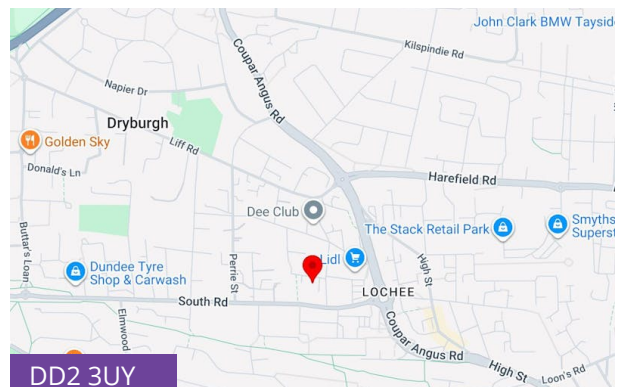 John Clark BMW Tayside
Kilspindie Rd
Coupar Angus Rd
Napier Dr
Dryburgh
Golden Sky
Liff Rd
Donald's Ln
Harefield Rd
Dee Club
The Stack Retail Park
Smyths
Superst
Buttar's Loan
Lidl
High St
Dundee Tyre
Shop & Carwash
Perrie St
South Rd
LOCHEE
Elmwood
Coupar Angus Rd
High St
Loon's Rd
DD2 3UY